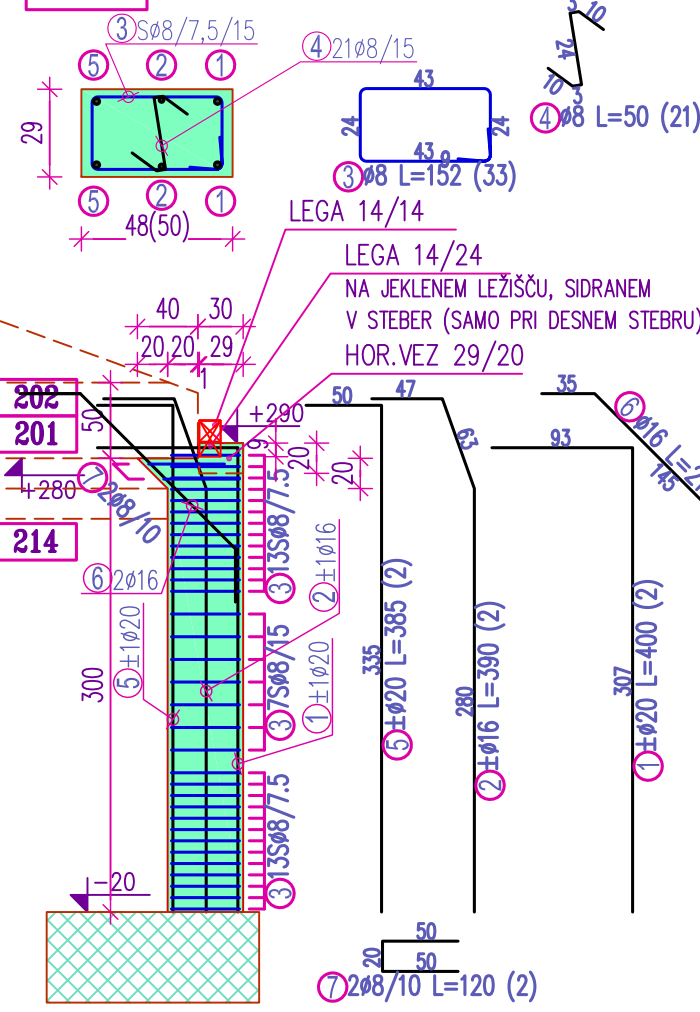 3 Sø8/7,5/15
4 21ø8/15
5 2 1
29
5 2 1
48(50)
43
24 24
43 9
3 ø8 L=152 (33)
3 10
24
10 3
4 ø8 L=50 (21)
LEGA 14/14
LEGA 14/24
NA JEKLENEM LEŽIŠČU, SIDRANEM
V STEBER (SAMO PRI DESNEM STEBRU)
HOR.VEZ 29/20
40 30
20 20 29
1
202
201
214
50
+290
9
20
20
+280
7 2ø8/10
6 2ø16
5 ±1ø20
300
3 13Sø8/7.5
2 ±1ø16
3 7Sø8/15
1 ±1ø20
3 13Sø8/7.5
-20
50
335
5 ±ø20 L=385 (2)
47
63
280
2 ±ø16 L=390 (2)
93
307
1 ±ø20 L=400 (2)
35
145
6 ø16 L=
50
20
50
7 2ø8/10 L=120 (2)